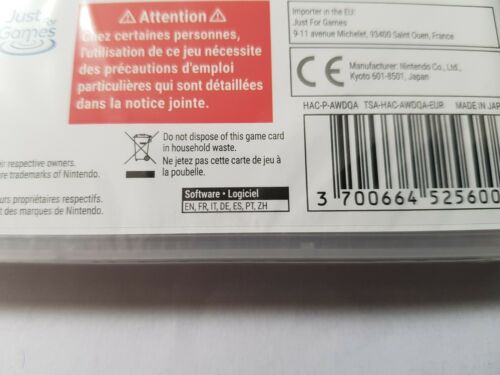 Just For Games
⚠ Attention ⚠
Chez certaines personnes,
l'utilisation de ce jeu nécessite
des précautions d'emploi
particulières qui sont détaillées
dans la notice jointe.
Importer in the EU:
Just For Games
9-11 avenue Michelet, 93400 Saint Ouen, France
CE
Manufacturer: Nintendo Co., Ltd.,
Kyoto 601-8501, Japan
HAC-P-AWDQA TSA-HAC-AWDQA-EUR MADE IN
Do not dispose of this game card
in household waste.
Ne jetez pas cette carte de jeu à
la poubelle.
respective owners.
trademarks of Nintendo.
propriétaires respectifs.
des marques de Nintendo.
Software • Logiciel
EN, FR, IT, DE, ES, PT, ZH
3 700664 525600